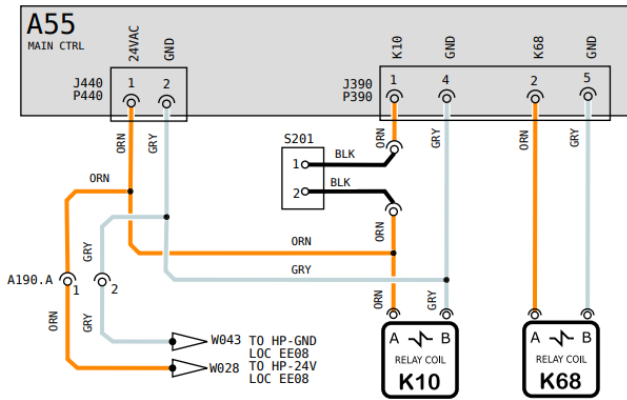 A55
MAIN CTRL
24VAC
GND
K10
GND
K68
GND
J440
P440
1
2
J390
P390
1
4
2
5
ORN
GRY
ORN
GRY
ORN
GRY
S201
1
BLK
2
BLK
ORN
ORN
GRY
ORN
GRY
A190.A
1
2
ORN
GRY
ORN
GRY
W043 TO HP-GND
LOC EE08
W028 TO HP-24V
LOC EE08
A B
RELAY COIL
K10
A B
RELAY COIL
K68